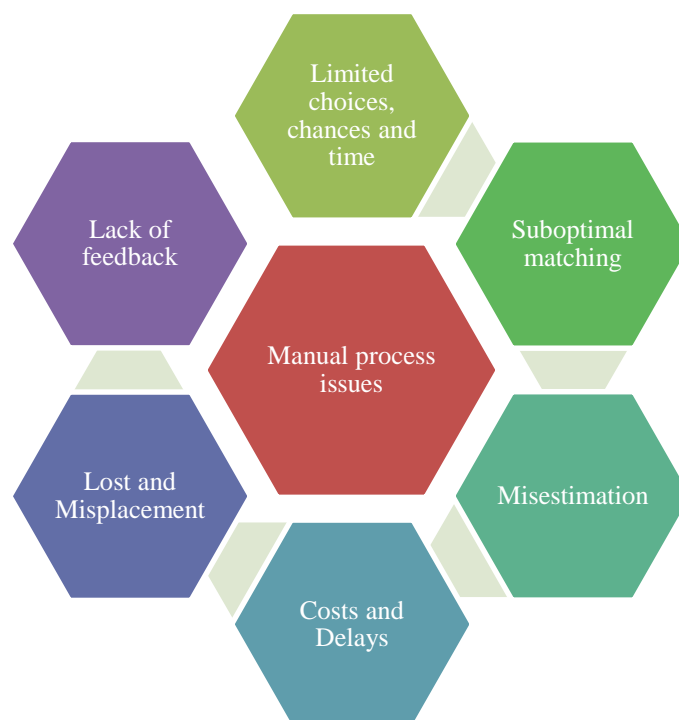 Limited
choices,
chances and
time
Suboptimal
matching
Misestimation
Costs and
Delays
Lost and
Misplacement
Lack of
feedback
Manual process
issues